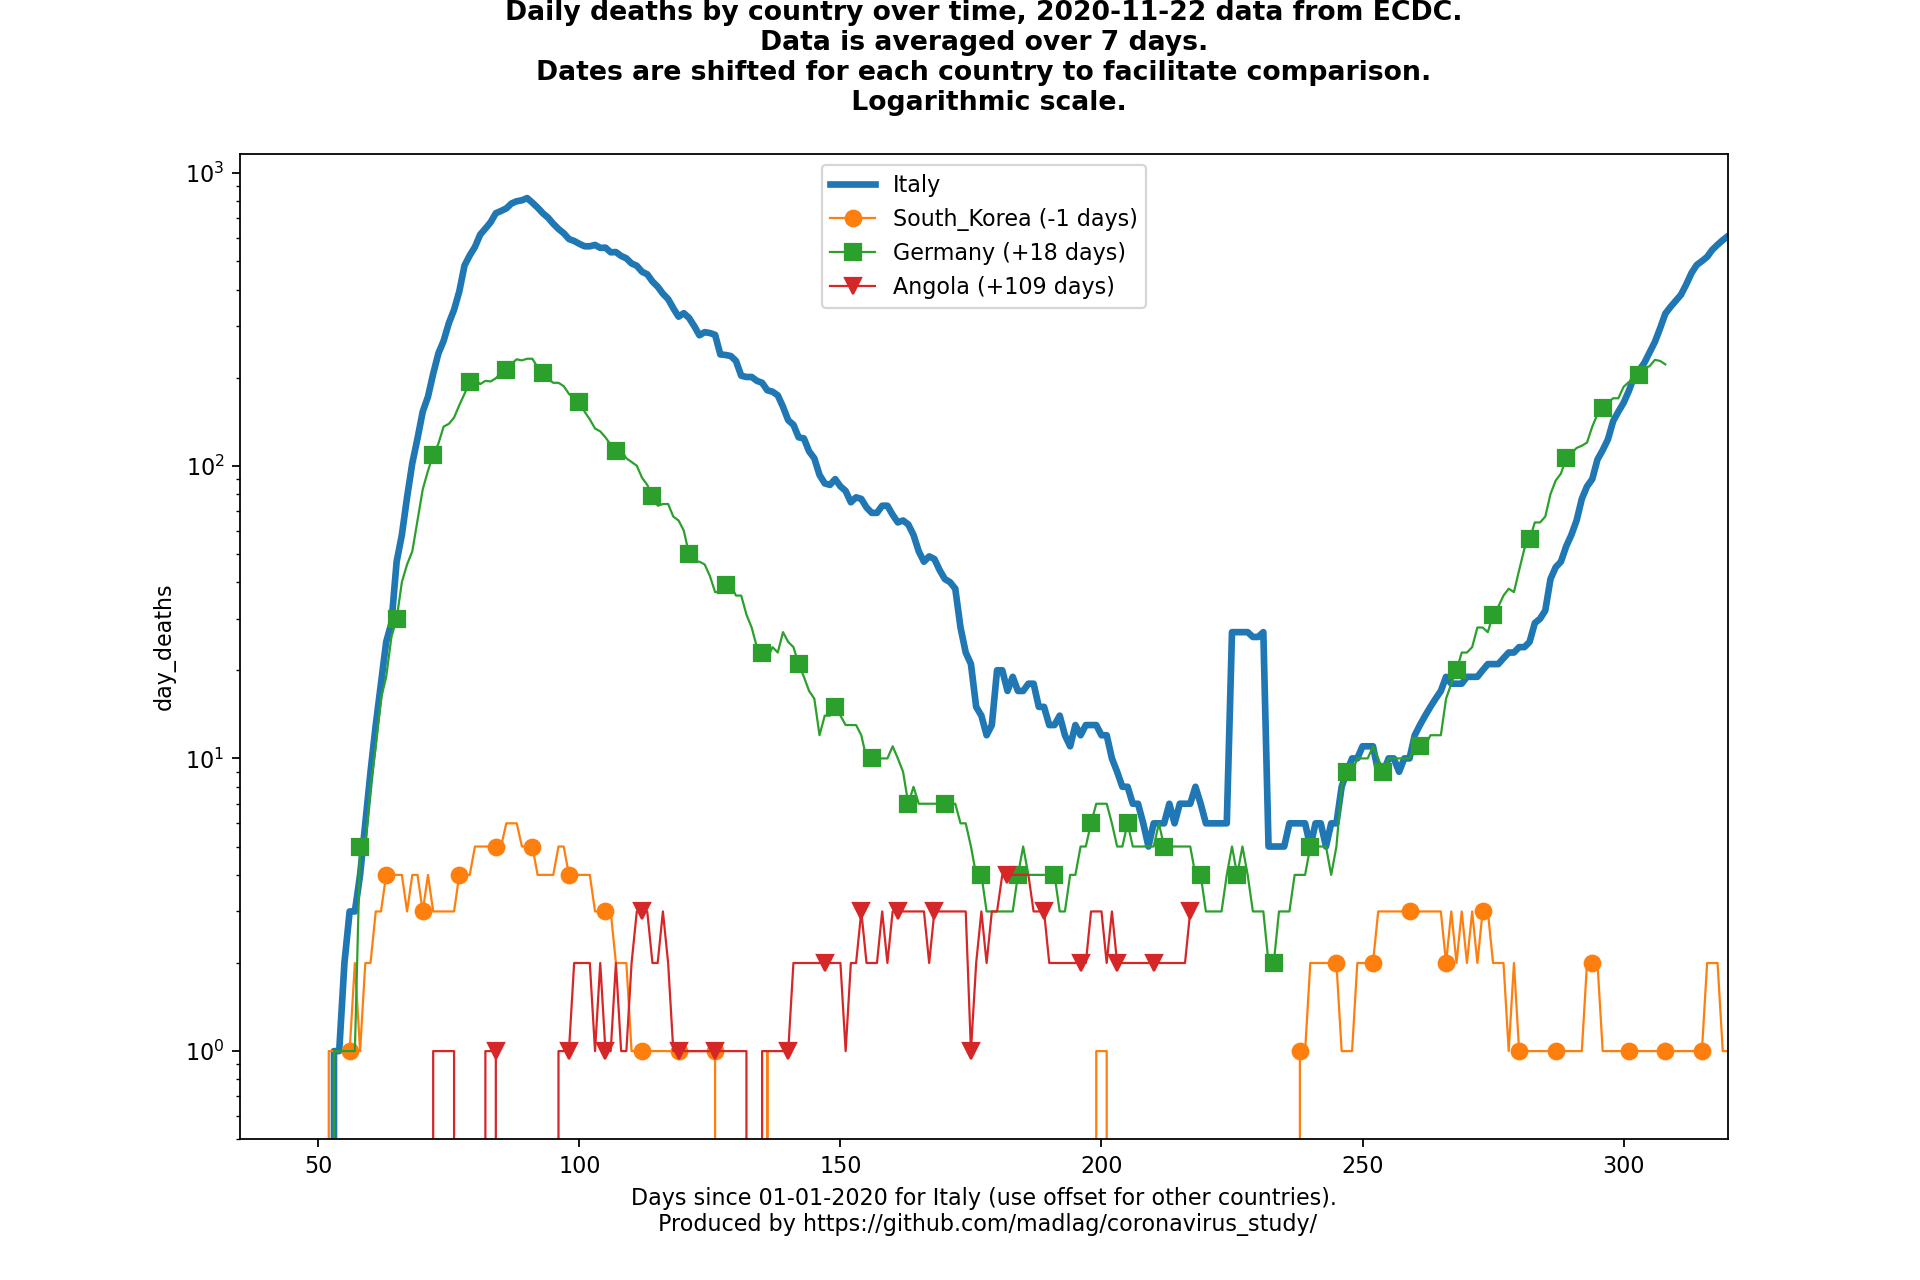 Daily deaths by country over time, 2020-11-22 data from ECDC.
Data is averaged over 7 days.
Dates are shifted for each country to facilitate comparison.
Logarithmic scale.
10³
10²
10¹
10⁰
day_deaths
Italy
South_Korea (-1 days)
Germany (+18 days)
Angola (+109 days)
50 100 150 200 250 300
Days since 01-01-2020 for Italy (use offset for other countries).
Produced by https://github.com/madlag/coronavirus_study/